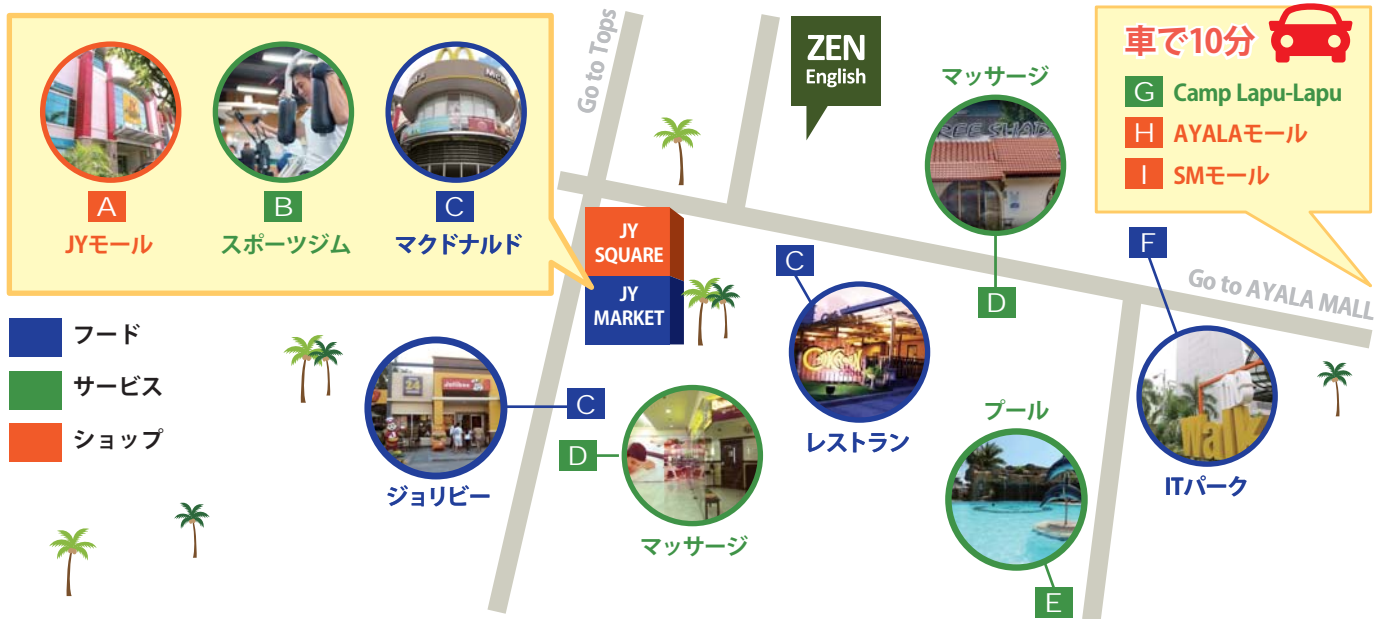 A
JYモール
B
スポーツジム
C
マクドナルド
Go to Tops
ZEN
English
マッサージ
D
車で10分
G Camp Lapu-Lapu
H AYALAモール
I SMモール
JY
SQUARE
JY
MARKET
C
レストラン
F
ITパーク
Go to AYALA MALL
フード
サービス
ショップ
24
Jollibee
C
ジョリビー
D
マッサージ
プール
E